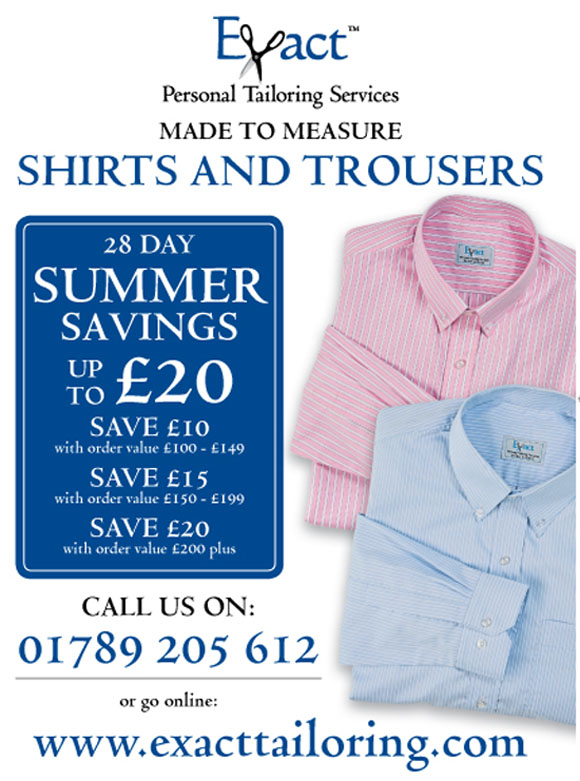 Exact™
Personal Tailoring Services
MADE TO MEASURE
SHIRTS AND TROUSERS
28 DAY
SUMMER
SAVINGS
UP TO £20
SAVE £10
with order value £100 - £149
SAVE £15
with order value £150 - £199
SAVE £20
with order value £200 plus
Exact
Exact
CALL US ON:
01789 205 612
or go online:
www.exacttailoring.com